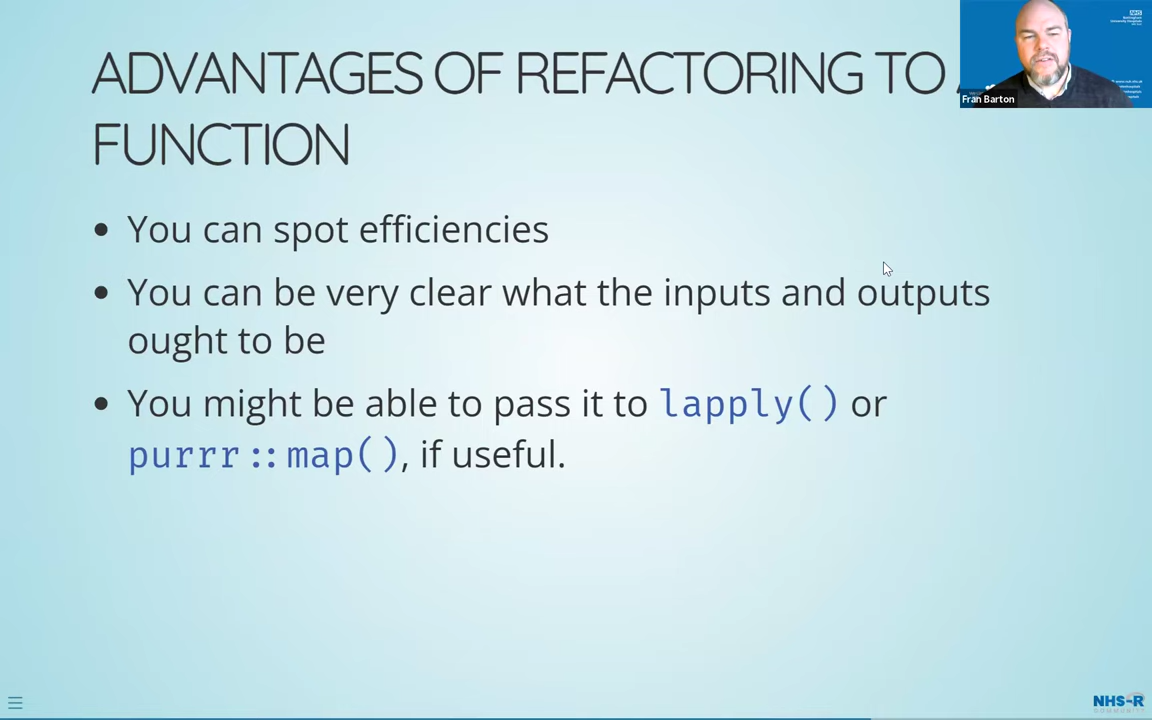 ADVANTAGES OF REFACTORING TO
FUNCTION
• You can spot efficiencies
• You can be very clear what the inputs and outputs
ought to be
• You might be able to pass it to lapply() or
purrr::map(), if useful.
Fran Barton
NHS
NHS-R
COMMUNITY